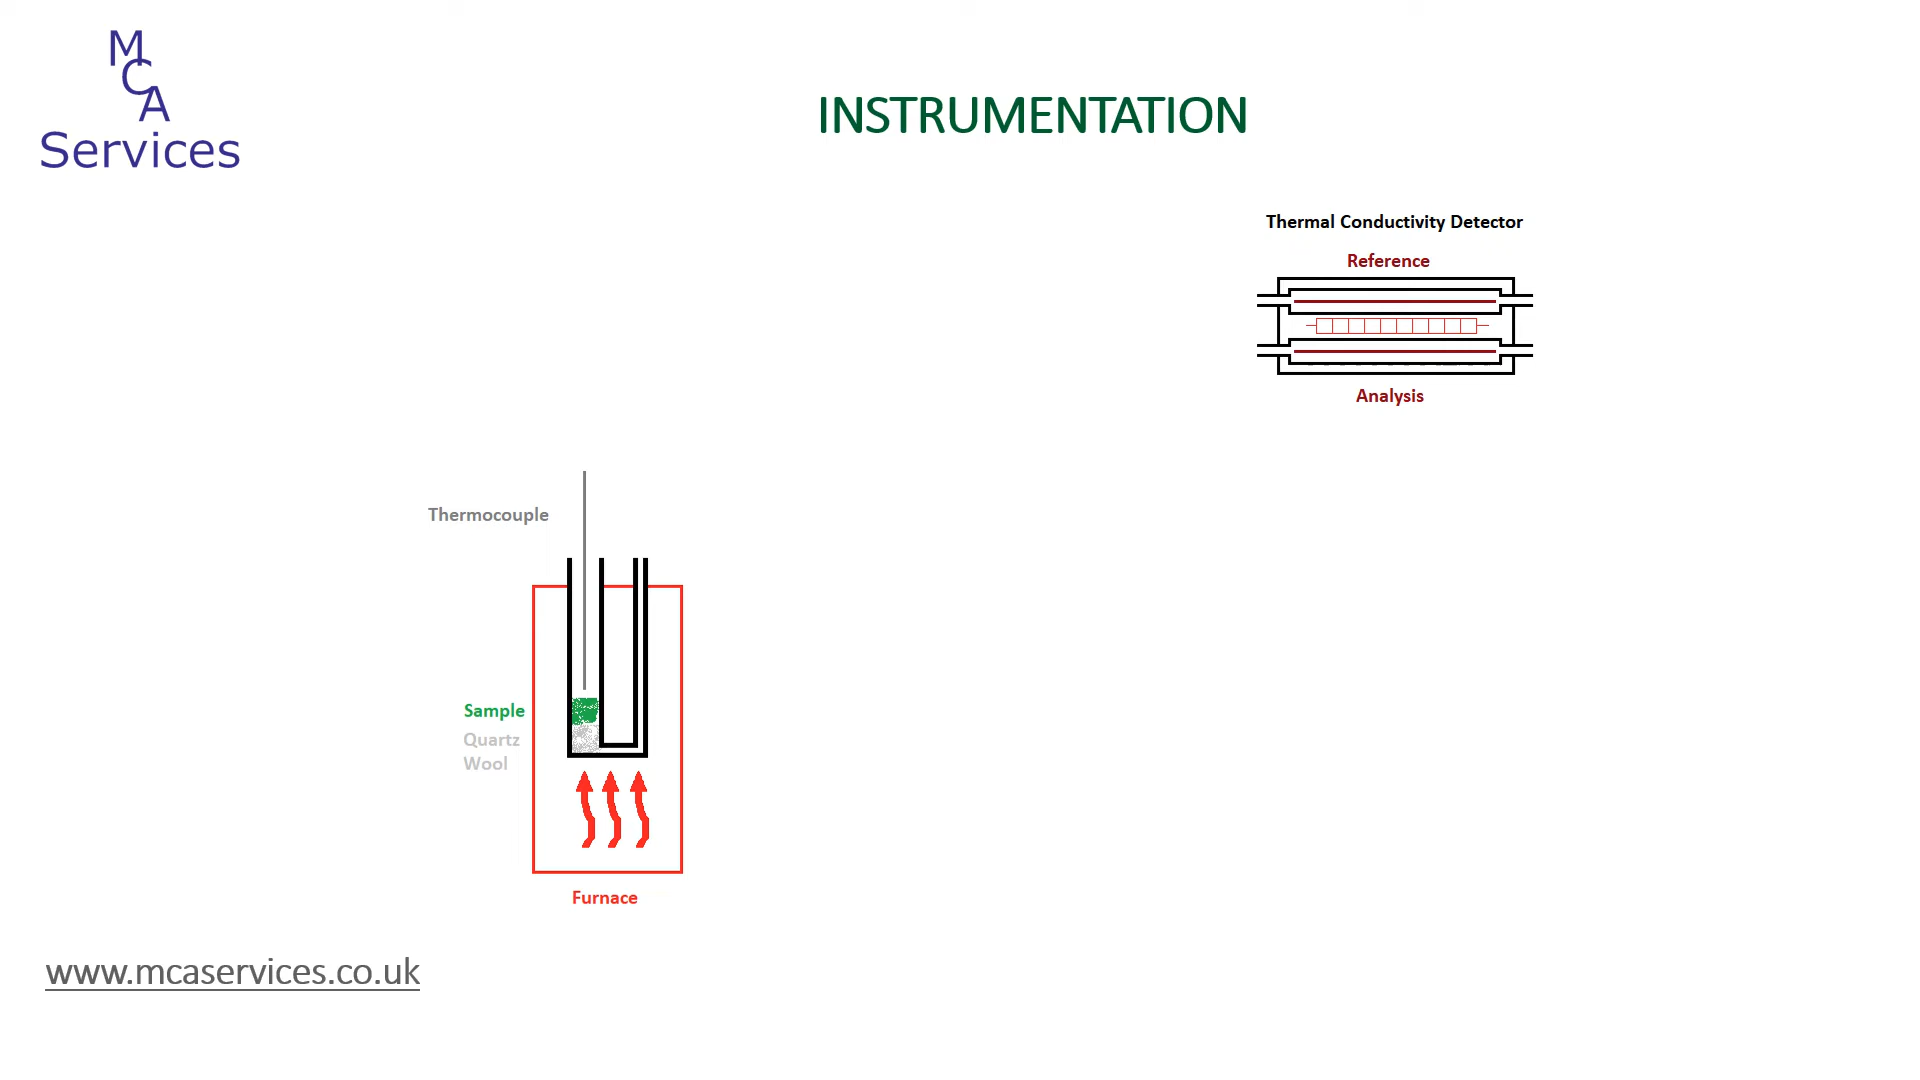 M
C
A
Services
INSTRUMENTATION
Thermal Conductivity Detector
Reference
Analysis
Thermocouple
Sample
Quartz
Wool
Furnace
www.mcaservices.co.uk